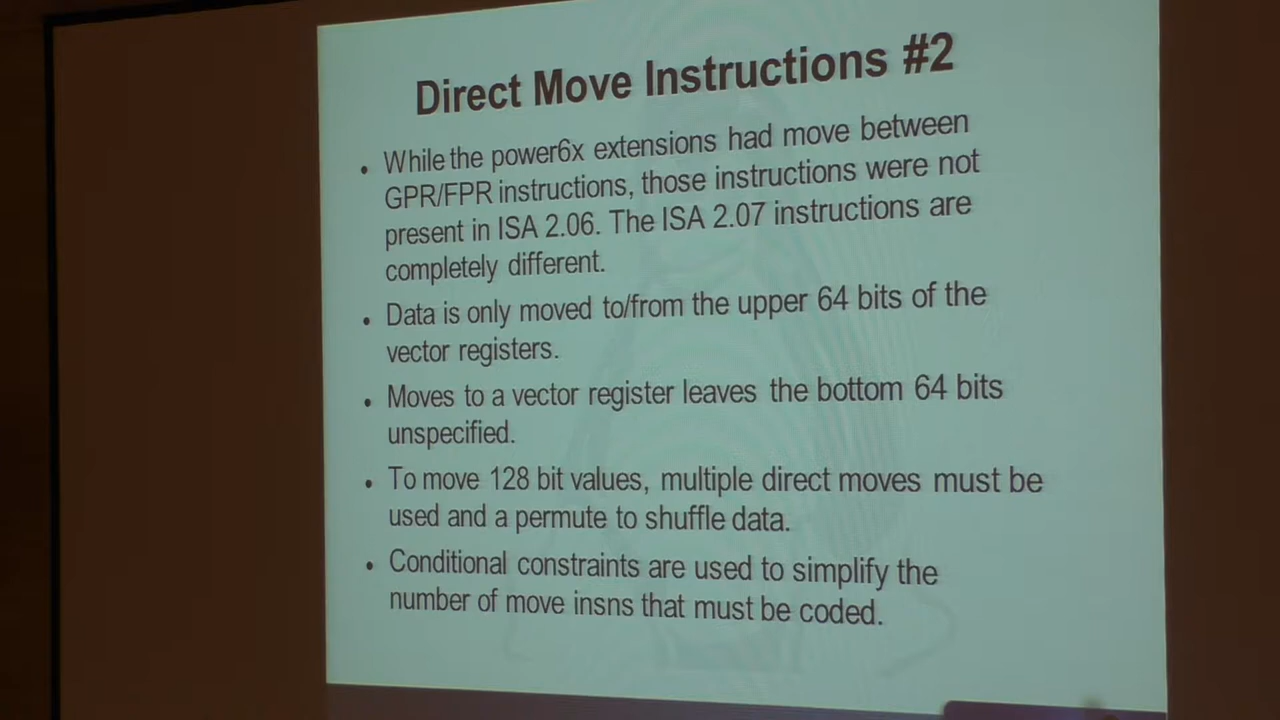 Direct Move Instructions #2
• While the power6x extensions had move between
GPR/FPR instructions, those instructions were not
present in ISA 2.06. The ISA 2.07 instructions are
completely different.
• Data is only moved to/from the upper 64 bits of the
vector registers.
• Moves to a vector register leaves the bottom 64 bits
unspecified.
• To move 128 bit values, multiple direct moves must be
used and a permute to shuffle data.
• Conditional constraints are used to simplify the
number of move insns that must be coded.